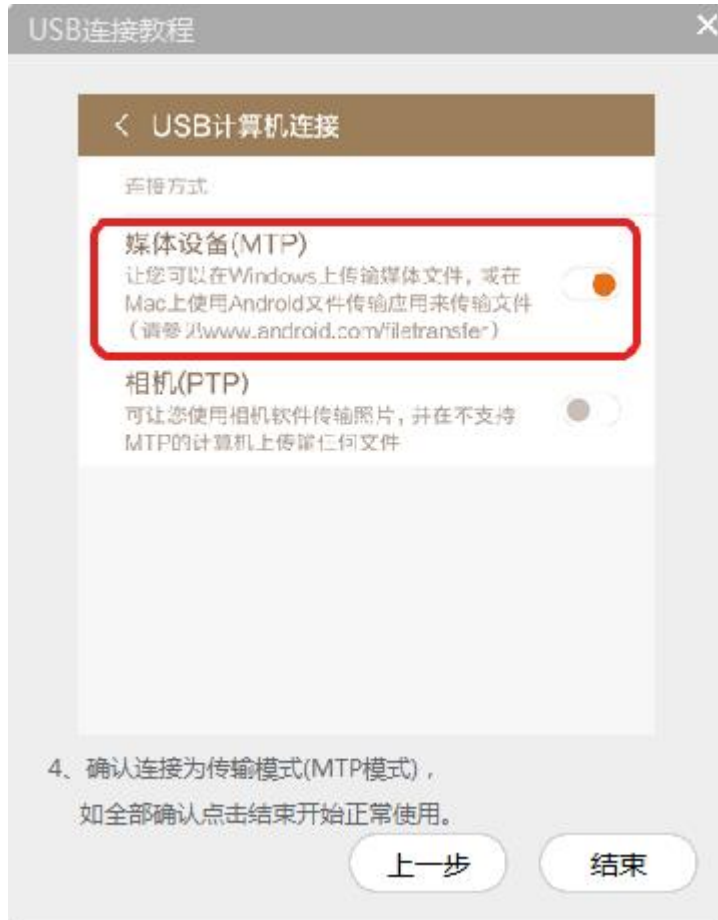 USB连接教程
USB计算机连接
连接方式
媒体设备(MTP)
让您可以在Windows上传输媒体文件，或在
Mac上使用Android文件传输应用来传输文件
（请参见www.android.com/filetransfer）
相机(PTP)
可让您使用相机软件传输照片，并在不支持
MTP的计算机上传输任何文件
4、确认连接为传输模式(MTP模式)，
如全部确认点击结束开始正常使用。
上一步 结束